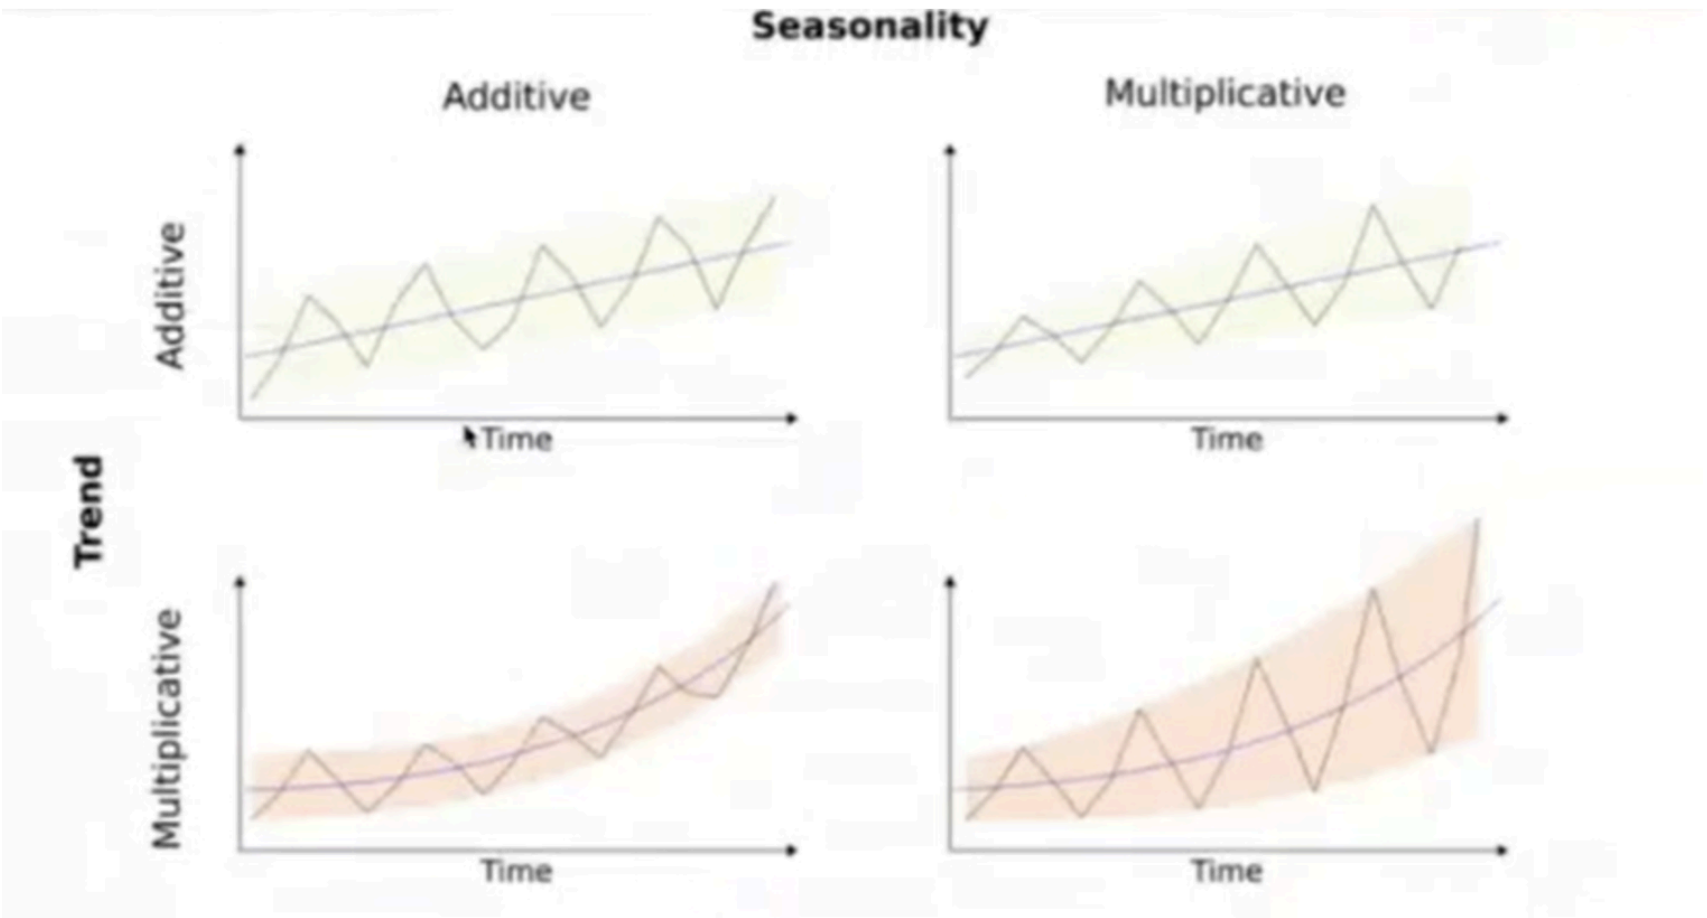 Seasonality
Additive
Multiplicative
Additive
Time
Time
Trend
Multiplicative
Time
Time